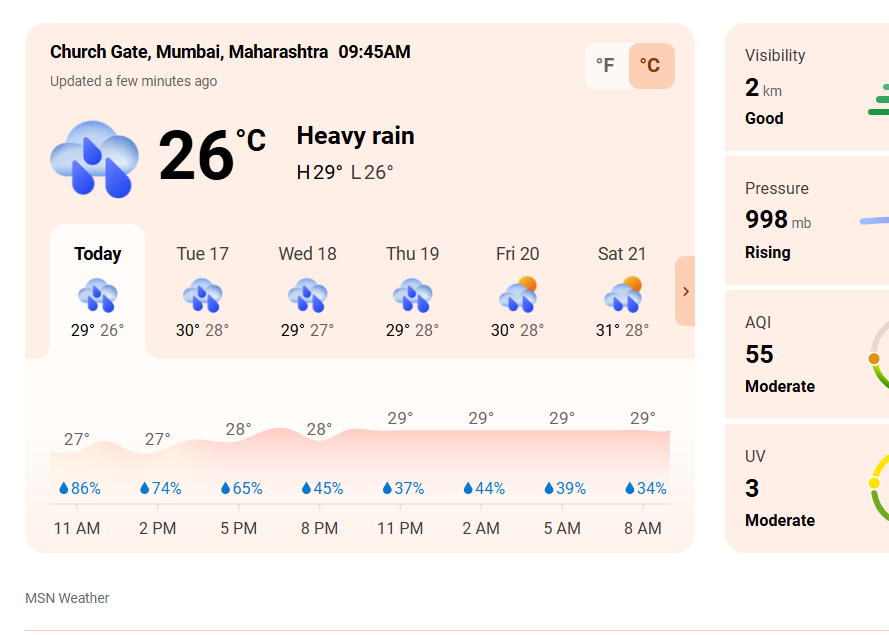 Church Gate, Mumbai, Maharashtra 09:45AM
Updated a few minutes ago
°F °C
26°C
Heavy rain
H29° L26°
Today Tue 17 Wed 18 Thu 19 Fri 20 Sat 21
29° 26° 30° 28° 29° 27° 29° 28° 30° 28° 31° 28°
27° 27° 28° 28° 29° 29° 29° 29°
86% 74% 65% 45% 37% 44% 39% 34%
11 AM 2 PM 5 PM 8 PM 11 PM 2 AM 5 AM 8 AM
Visibility
2 km
Good
Pressure
998 mb
Rising
AQI
55
Moderate
UV
3
Moderate
MSN Weather